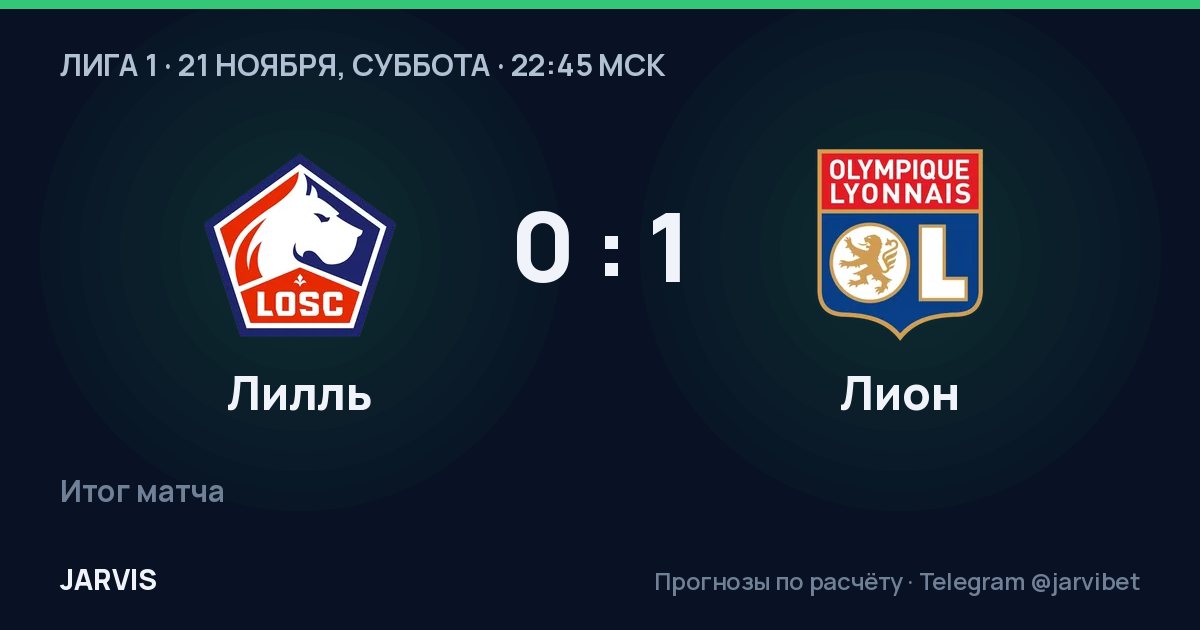 ЛИГА 1 · 21 НОЯБРЯ, СУББОТА · 22:45 МСК
OLYMPIQUE
LYONNAIS
OL
LOSC
0 : 1
Лилль
Лион
Итог матча
JARVIS
Прогнозы по расчёту · Telegram @jarvibet